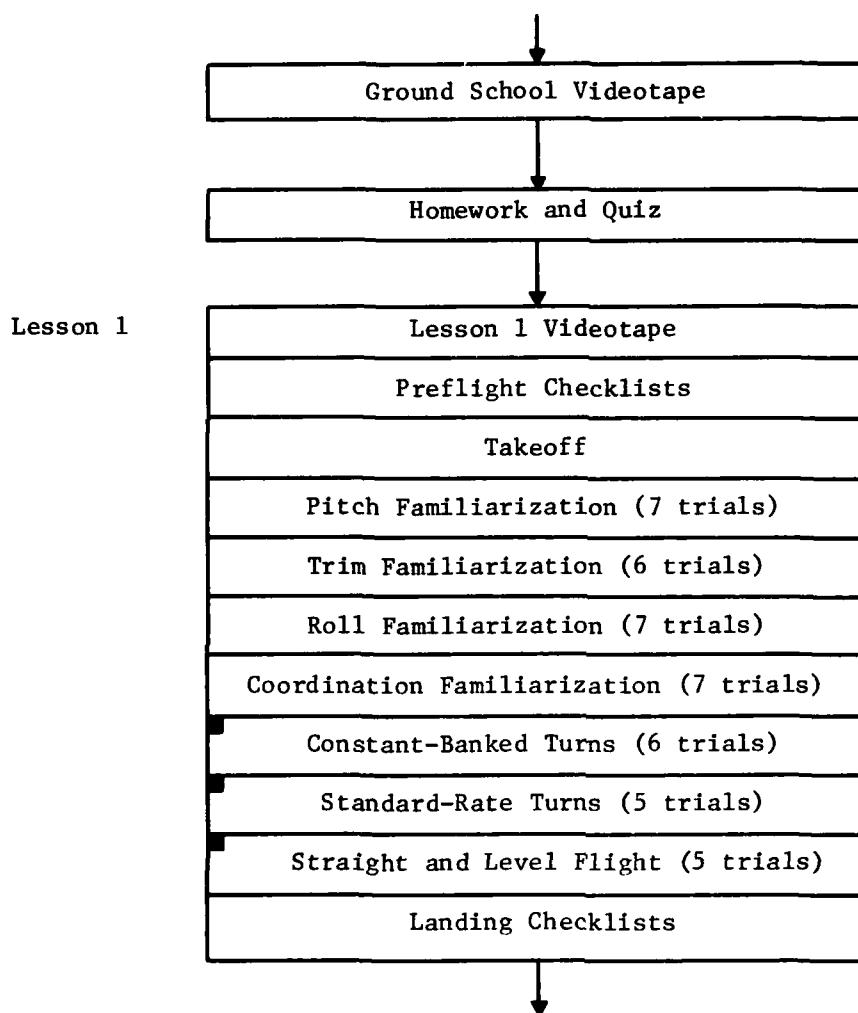 Ground School Videotape
Homework and Quiz
Lesson 1
Lesson 1 Videotape
Preflight Checklists
Takeoff
Pitch Familiarization (7 trials)
Trim Familiarization (6 trials)
Roll Familiarization (7 trials)
Coordination Familiarization (7 trials)
Constant-Banked Turns (6 trials)
Standard-Rate Turns (5 trials)
Straight and Level Flight (5 trials)
Landing Checklists